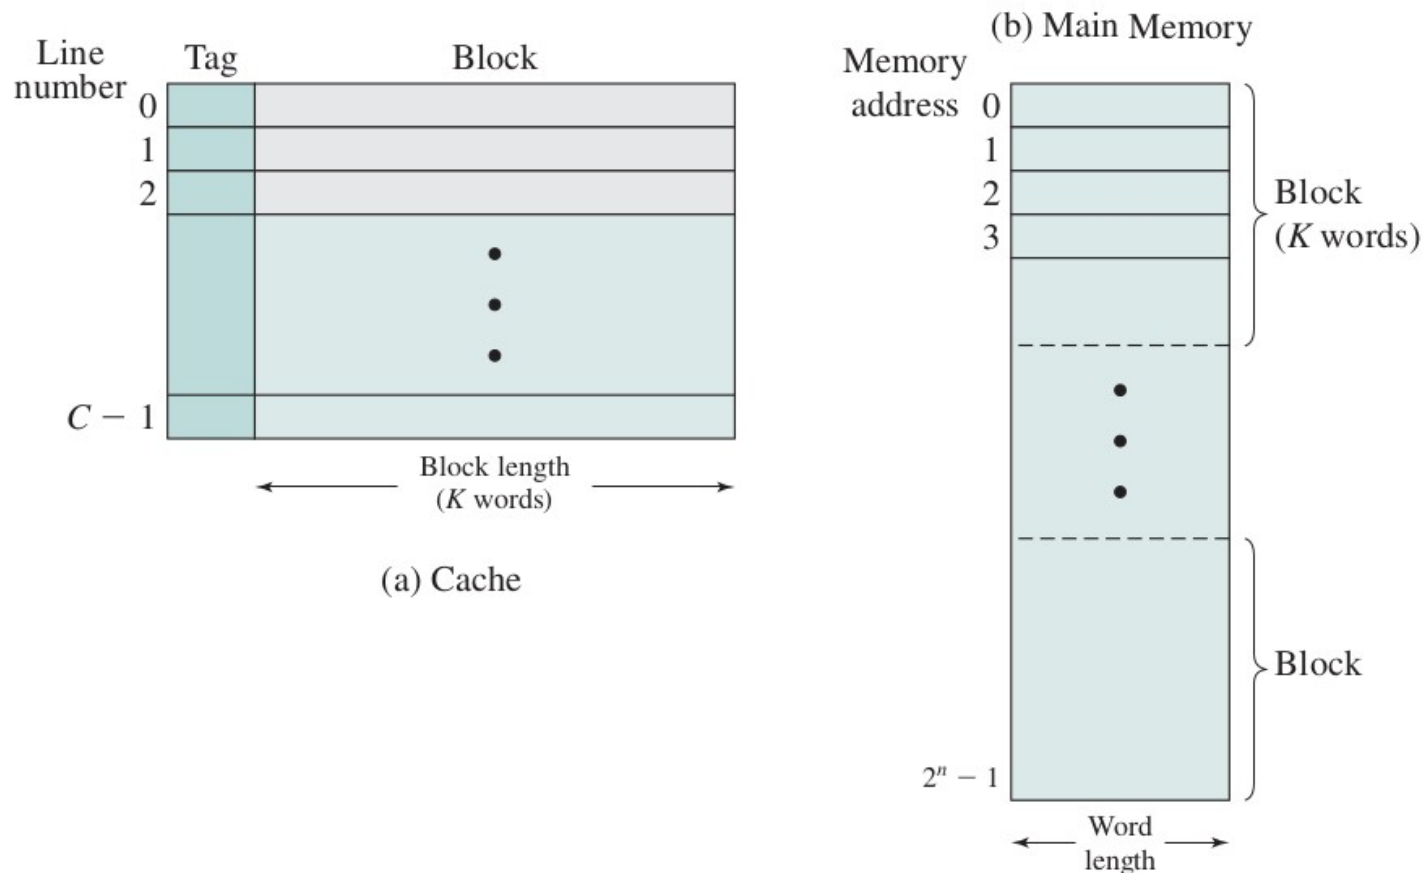 Line
number
Tag
Block
0
1
2
C − 1
Block length
(K words)
(a) Cache
(b) Main Memory
Memory
address
0
1
2
3
Block
(K words)
Block
2ⁿ − 1
Word
length